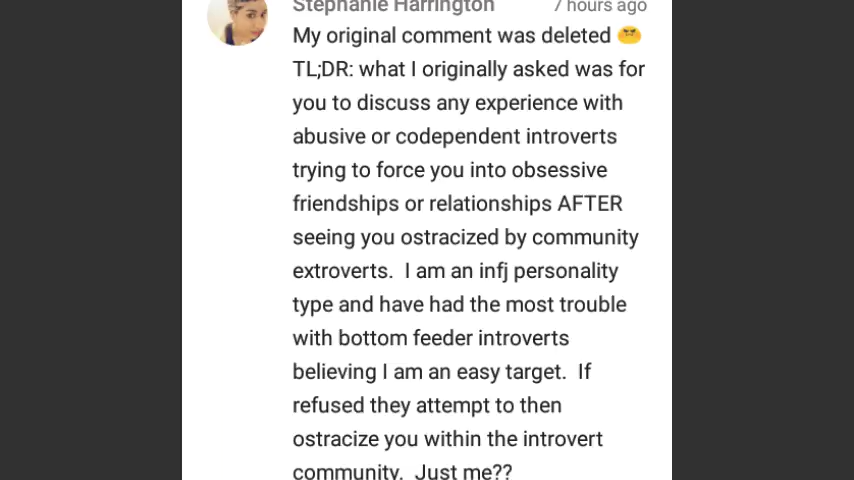 Stephanie Harrington 7 hours ago
My original comment was deleted 😠
TL;DR: what I originally asked was for
you to discuss any experience with
abusive or codependent introverts
trying to force you into obsessive
friendships or relationships AFTER
seeing you ostracized by community
extroverts.  I am an infj personality
type and have had the most trouble
with bottom feeder introverts
believing I am an easy target.  If
refused they attempt to then
ostracize you within the introvert
community.  Just me??